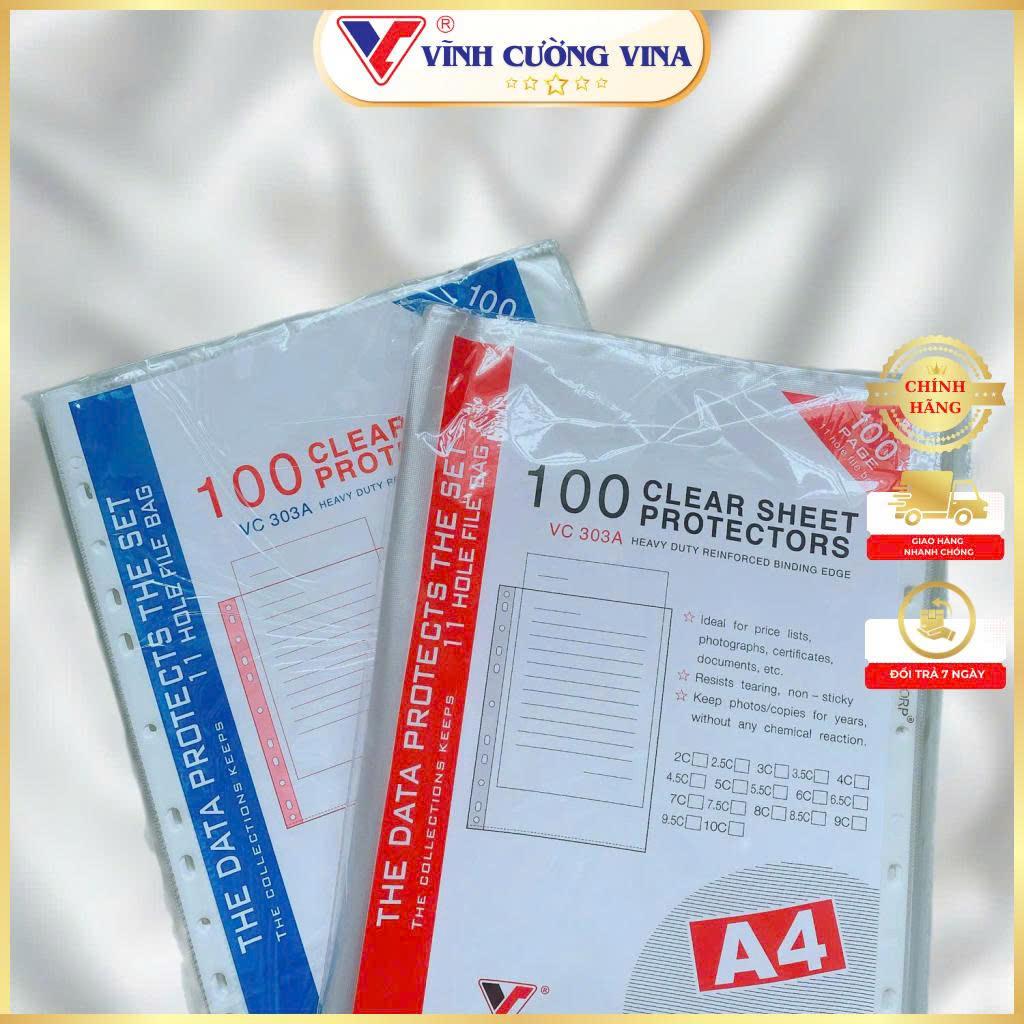 ® VĨNH CƯỜNG VINA
CHÍNH
HÃNG
GIAO HÀNG
NHANH CHÓNG
ĐỔI TRẢ 7 NGÀY
100
100 CLEAR
VC 303A HEAVY DUTY
THE DATA PROTECTS THE SET
11 HOLE FILE BAG
THE COLLECTIONS KEEPS
100
PAGE
100 CLEAR SHEET
PROTECTORS
VC 303A HEAVY DUTY REINFORCED BINDING EDGE
THE DATA PROTECTS THE SET
11 HOLE FILE BAG
THE COLLECTIONS KEEPS
☆ Ideal for price lists,
photographs, certificates,
documents, etc.
☆ Resists tearing, non - sticky
☆ Keep photos/copies for years,
without any chemical reaction.
2C 2.5C 3C 3.5C 4C
4.5C 5C 5.5C 6C 6.5C
7C 7.5C 8C 8.5C 9C
9.5C 10C
A4
®
ORP®